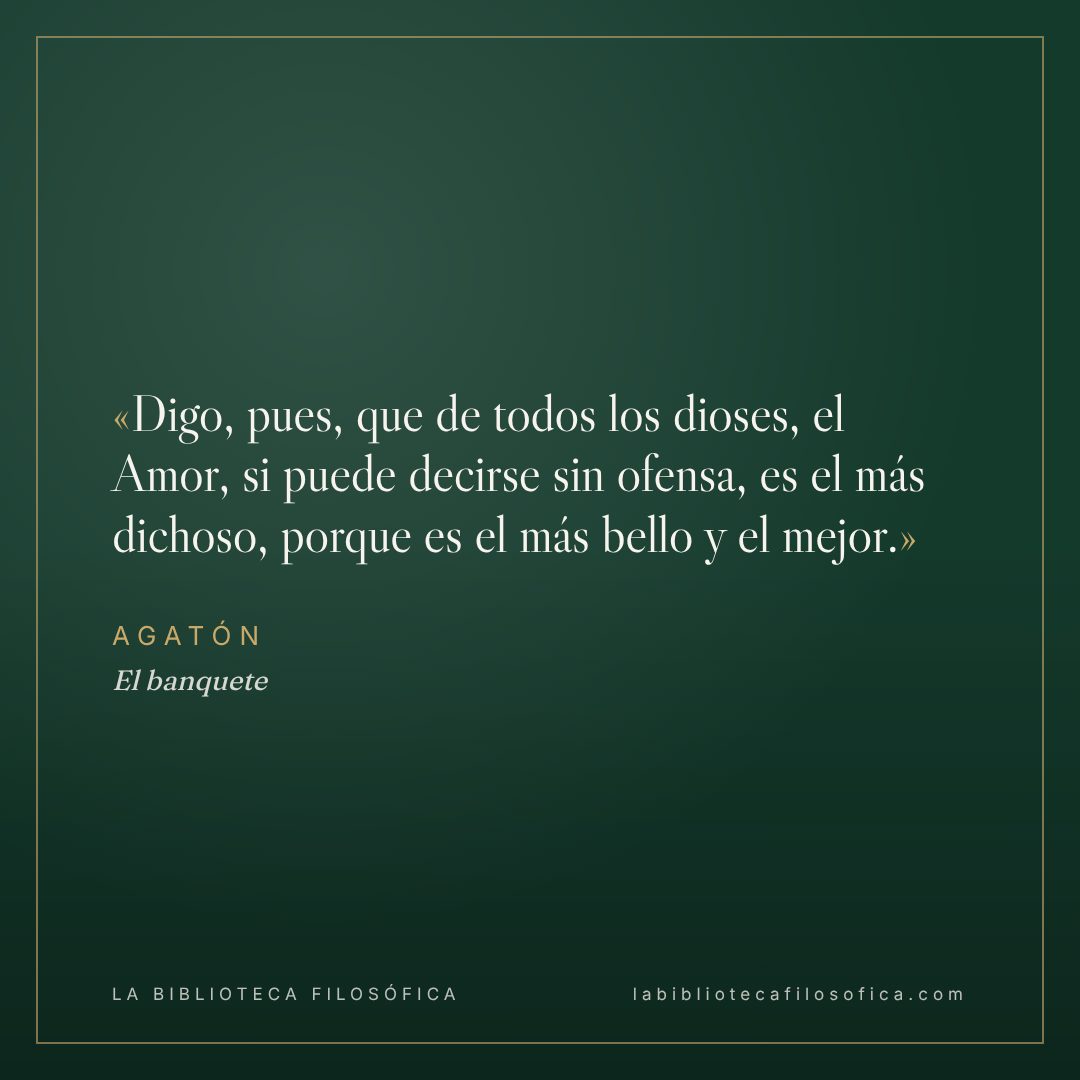 «Digo, pues, que de todos los dioses, el
Amor, si puede decirse sin ofensa, es el más
dichoso, porque es el más bello y el mejor.»
AGATÓN
El banquete
LA BIBLIOTECA FILOSÓFICA
labibliotecafilosofica.com